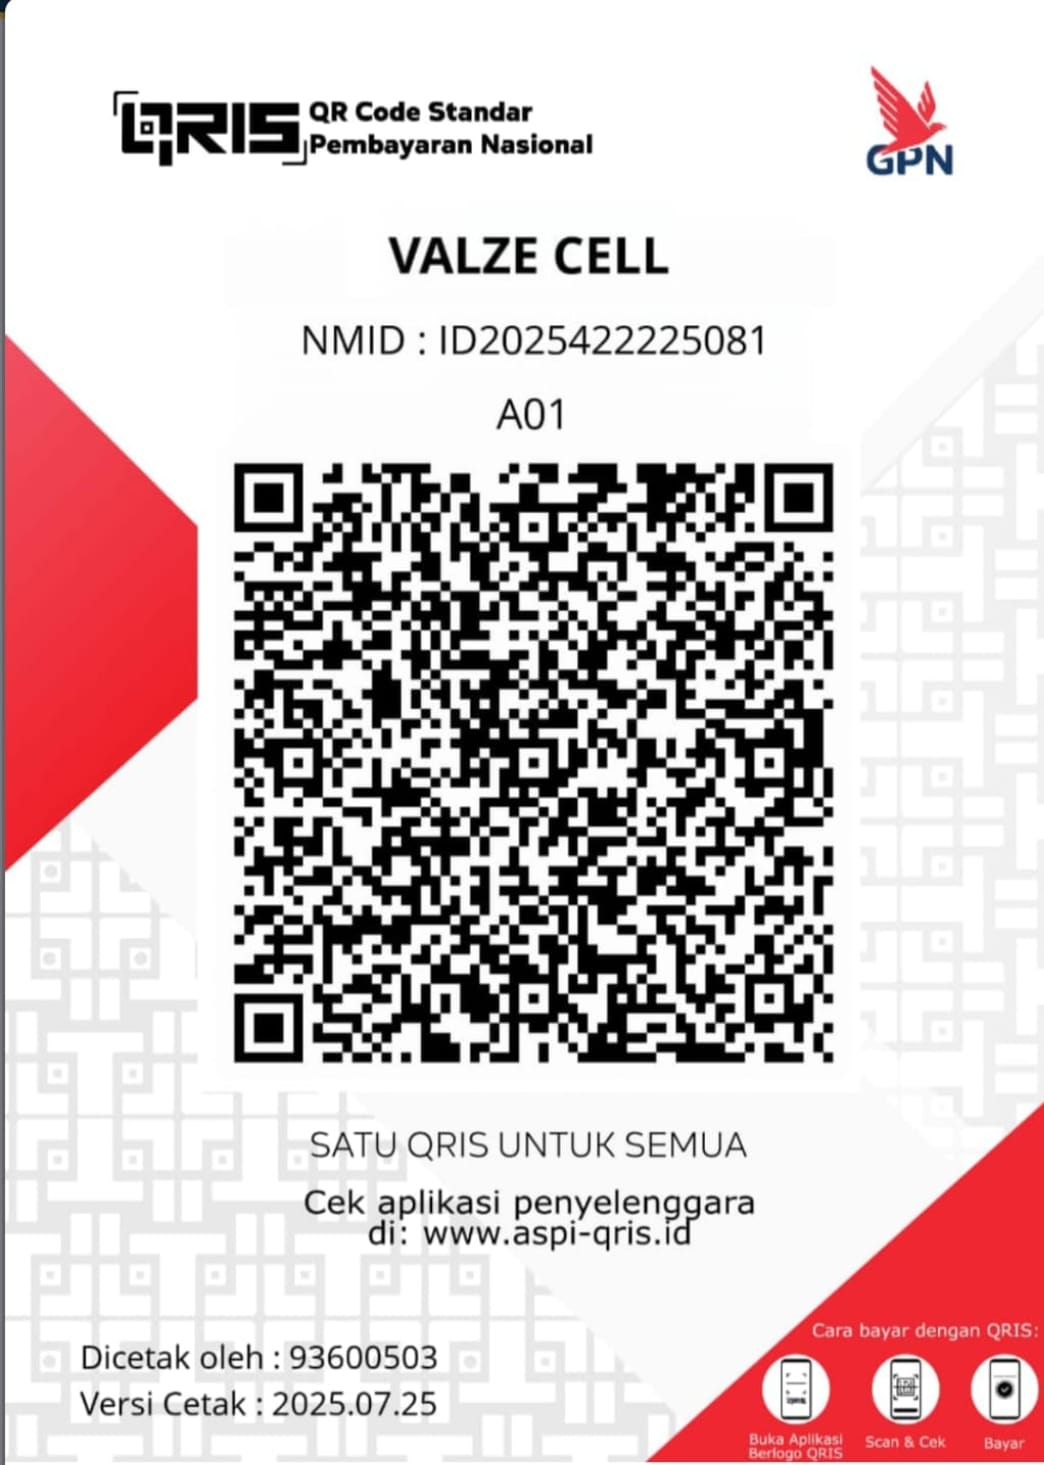 QRIS
QR Code Standar
Pembayaran Nasional
GPN
VALZE CELL
NMID : ID2025422225081
A01
SATU QRIS UNTUK SEMUA
Cek aplikasi penyelenggara
di: www.aspi-qris.id
Dicetak oleh : 93600503
Versi Cetak : 2025.07.25
Cara bayar dengan QRIS:
Buka Aplikasi
Berlogo QRIS
Scan & Cek
Bayar